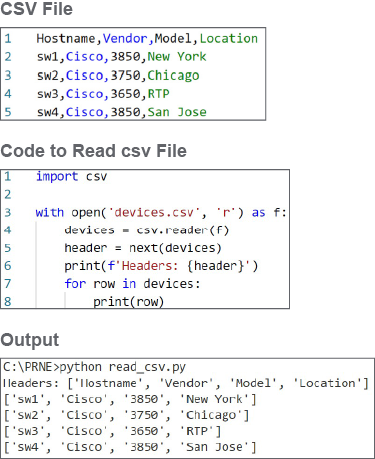 CSV File
1 Hostname,Vendor,Model,Location
2 sw1,Cisco,3850,New York
3 sw2,Cisco,3750,Chicago
4 sw3,Cisco,3650,RTP
5 sw4,Cisco,3850,San Jose
Code to Read csv File
1 import csv
2
3 with open('devices.csv', 'r') as f:
4     devices = csv.reader(f)
5     header = next(devices)
6     print(f'Headers: {header}')
7     for row in devices:
8         print(row)
Output
C:\PRNE>python read_csv.py
Headers: ['Hostname', 'Vendor', 'Model', 'Location']
['sw1', 'Cisco', '3850', 'New York']
['sw2', 'Cisco', '3750', 'Chicago']
['sw3', 'Cisco', '3650', 'RTP']
['sw4', 'Cisco', '3850', 'San Jose']